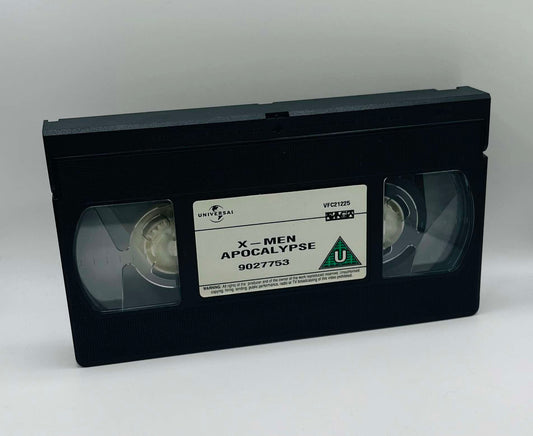 UNIVERSAL
VFC21225
X-MEN
APOCALYPSE
9027753
U
WARNING: All rights of the producer and of the owner of the work reproduced reserved. Unauthorised
copying, hiring, lending, public performance, radio or TV broadcasting of this video prohibited.